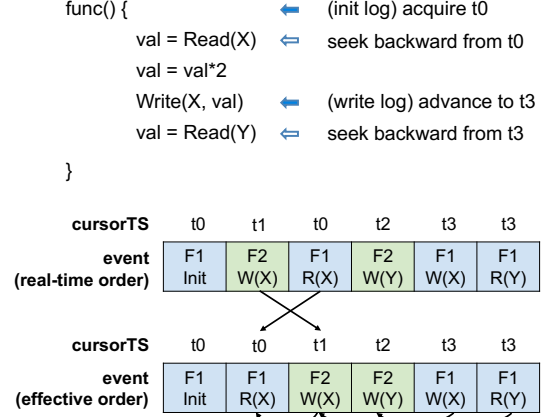 func() { (init log) acquire t0
val = Read(X) seek backward from t0
val = val*2
Write(X, val) (write log) advance to t3
val = Read(Y) seek backward from t3
}
cursorTS t0 t1 t0 t2 t3 t3
event F1 F2 F1 F2 F1 F1
(real-time order) Init W(X) R(X) W(Y) W(X) R(Y)
cursorTS t0 t0 t1 t2 t3 t3
event F1 F1 F2 F2 F1 F1
(effective order) Init R(X) W(X) W(Y) W(X) R(Y)